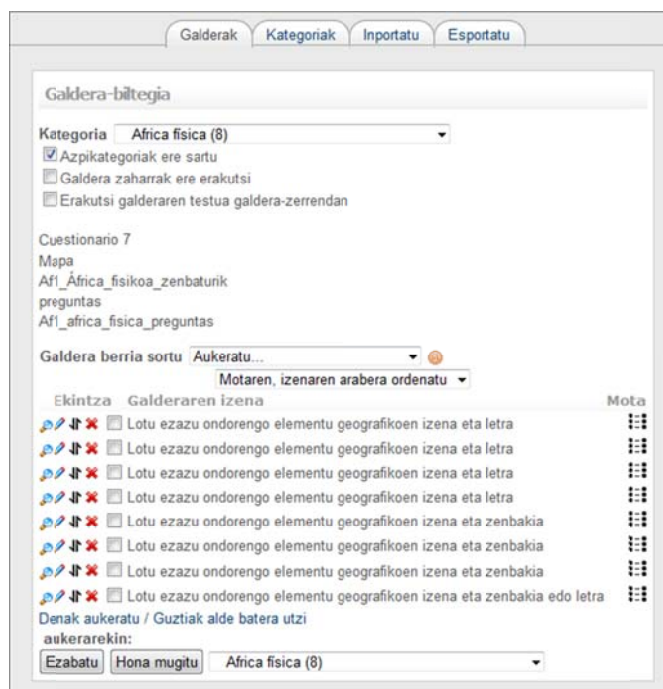 Galderak Kategoriak Inportatu Esportatu
Galdera-biltegia
Kategoria Africa física (8)
Azpikategoriak ere sartu
Galdera zaharrak ere erakutsi
Erakutsi galderaren testua galdera-zerrendan
Cuestionario 7
Mapa
Af1_África_fisikoa_zenbaturik
preguntas
Af1_africa_fisica_preguntas
Galdera berria sortu Aukeratu...
Motaren, izenaren arabera ordenatu
Ekintza Galderaren izena Mota
Lotu ezazu ondorengo elementu geografikoen izena eta letra
Lotu ezazu ondorengo elementu geografikoen izena eta letra
Lotu ezazu ondorengo elementu geografikoen izena eta letra
Lotu ezazu ondorengo elementu geografikoen izena eta letra
Lotu ezazu ondorengo elementu geografikoen izena eta zenbakia
Lotu ezazu ondorengo elementu geografikoen izena eta zenbakia
Lotu ezazu ondorengo elementu geografikoen izena eta zenbakia
Lotu ezazu ondorengo elementu geografikoen izena eta zenbakia edo letra
Denak aukeratu / Guztiak alde batera utzi
aukerarekin:
Ezabatu Hona mugitu Africa física (8)